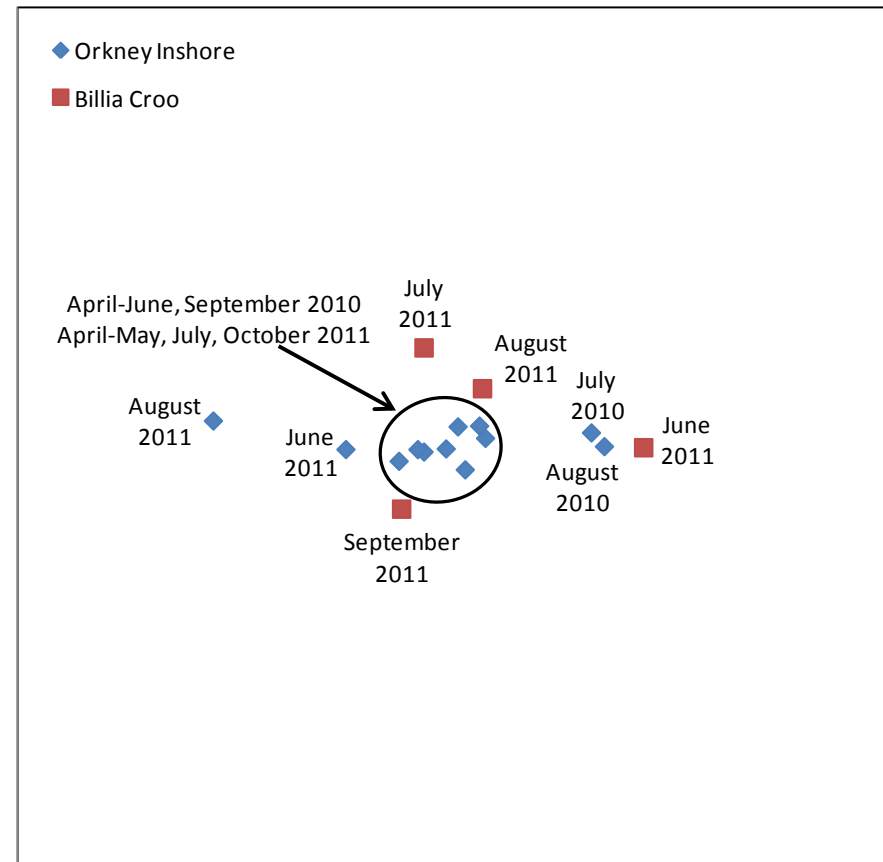 Orkney Inshore
Billia Croo
April-June, September 2010
April-May, July, October 2011
July
2011
August
2011
July
2010
August
2011
June
2011
June
2011
August
2010
September
2011